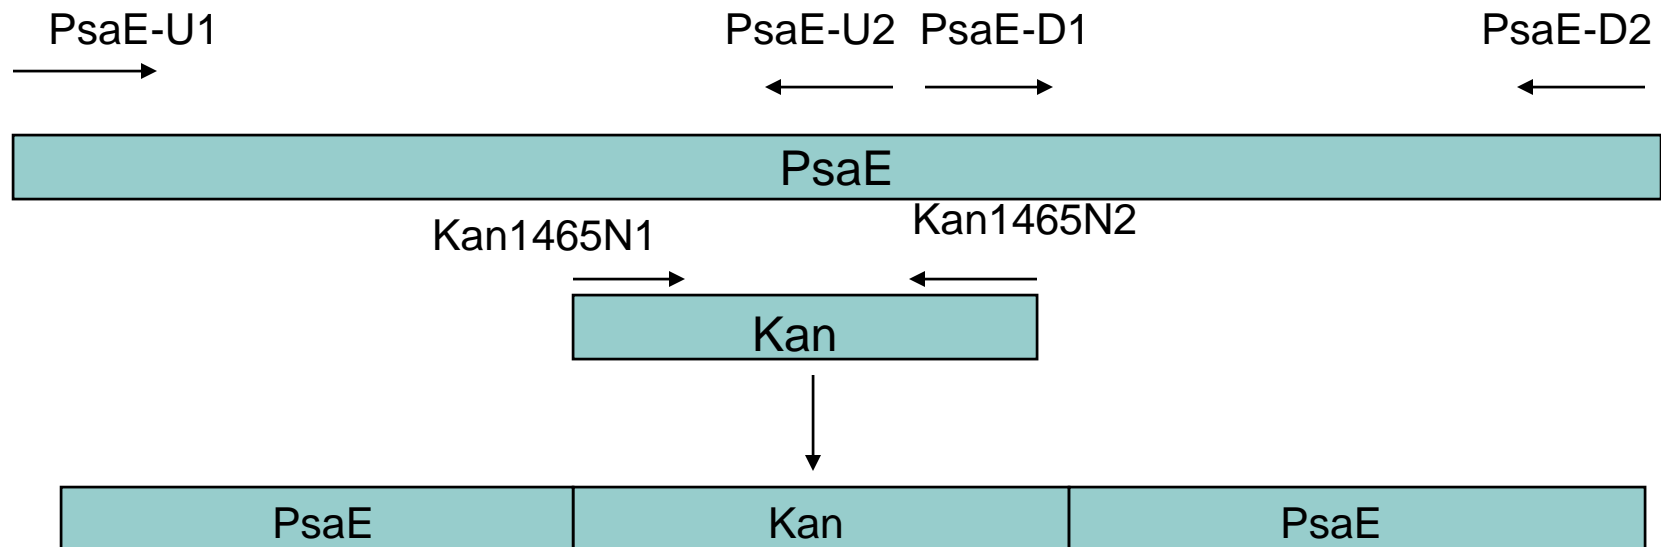 PsaE-U1 PsaE-U2 PsaE-D1 PsaE-D2
PsaE
Kan1465N1 Kan1465N2
Kan
PsaE Kan PsaE